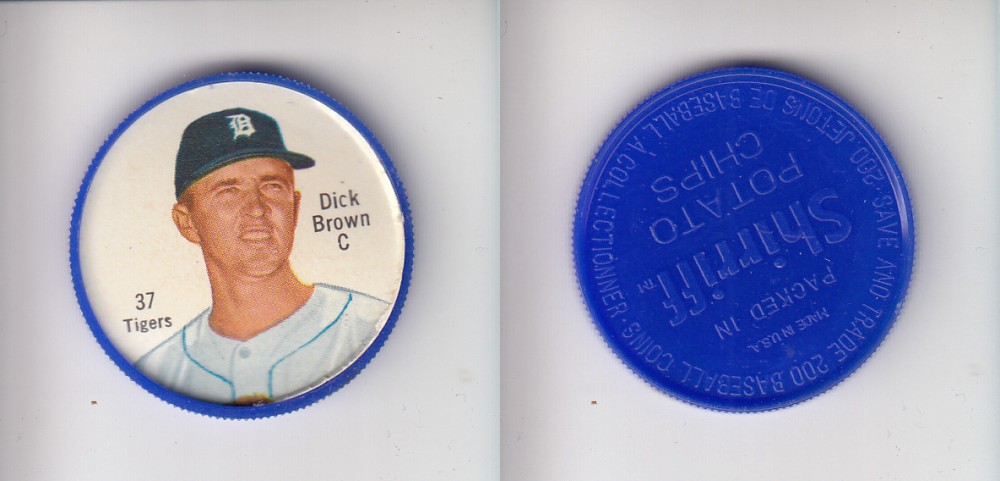 D
Dick
Brown
C
37
Tigers
SAVE AND TRADE 200 BASEBALL COINS
200 JETONS DE BASEBALL À COLLECTIONNER
MADE IN U.S.A.
PACKED IN
Shirriff™
POTATO
CHIPS